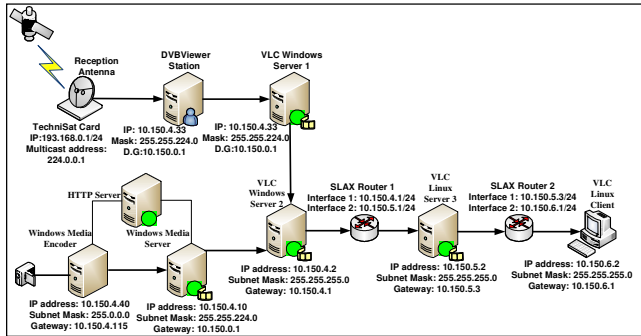 Reception
Antenna
TechniSat Card
IP:193.168.0.1/24
Multicast address:
224.0.0.1
DVBViewer
Station
IP: 10.150.4.33
Mask: 255.255.224.0
D.G:10.150.0.1
VLC Windows
Server 1
IP: 10.150.4.33
Mask: 255.255.224.0
D.G:10.150.0.1
HTTP Server
Windows Media
Encoder
IP address: 10.150.4.40
Subnet Mask: 255.0.0.0
Gateway: 10.150.4.115
Windows Media
Server
IP address: 10.150.4.10
Subnet Mask: 255.255.224.0
Gateway: 10.150.0.1
VLC
Windows
Server 2
IP address: 10.150.4.2
Subnet Mask: 255.255.255.0
Gateway: 10.150.4.1
SLAX Router 1
Interface 1: 10.150.4.1/24
Interface 2: 10.150.5.1/24
VLC
Linux
Server 3
IP address: 10.150.5.2
Subnet Mask: 255.255.255.0
Gateway: 10.150.5.3
SLAX Router 2
Interface 1: 10.150.5.3/24
Interface 2: 10.150.6.1/24
VLC
Linux
Client
IP address: 10.150.6.2
Subnet Mask: 255.255.255.0
Gateway: 10.150.6.1